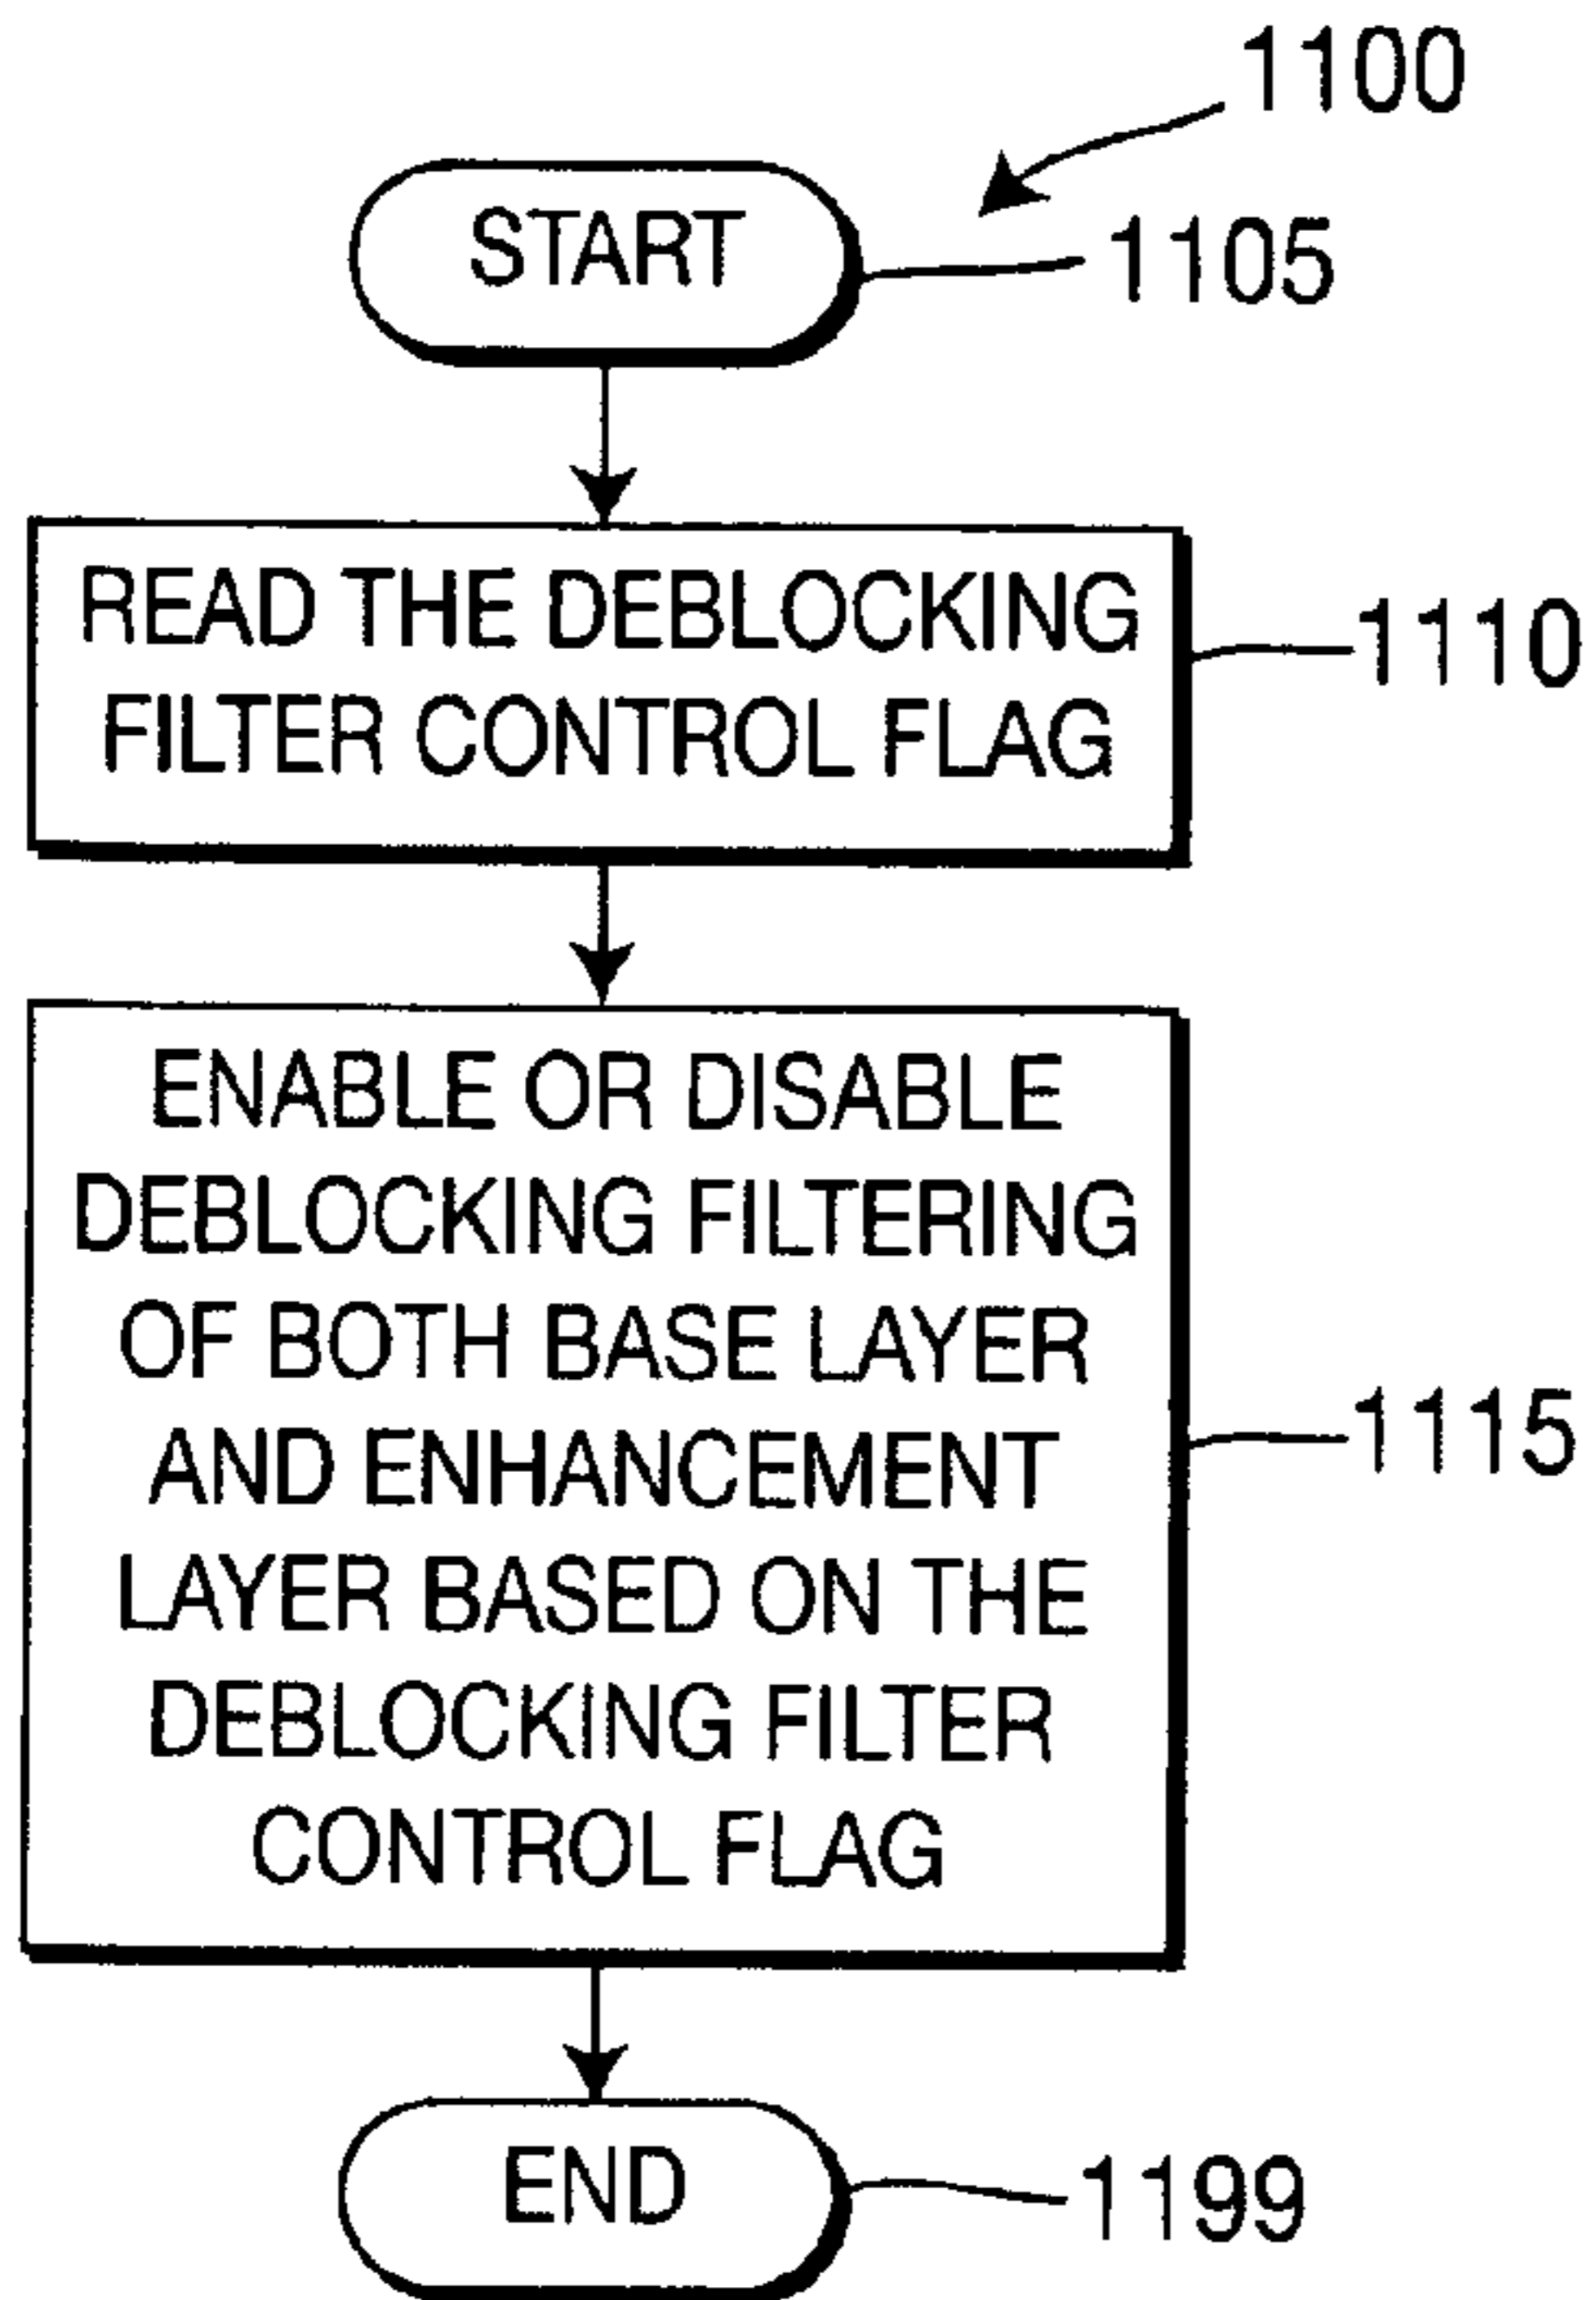 1100
START
1105
READ THE DEBLOCKING
FILTER CONTROL FLAG
1110
ENABLE OR DISABLE
DEBLOCKING FILTERING
OF BOTH BASE LAYER
AND ENHANCEMENT
LAYER BASED ON THE
DEBLOCKING FILTER
CONTROL FLAG
1115
END
1199